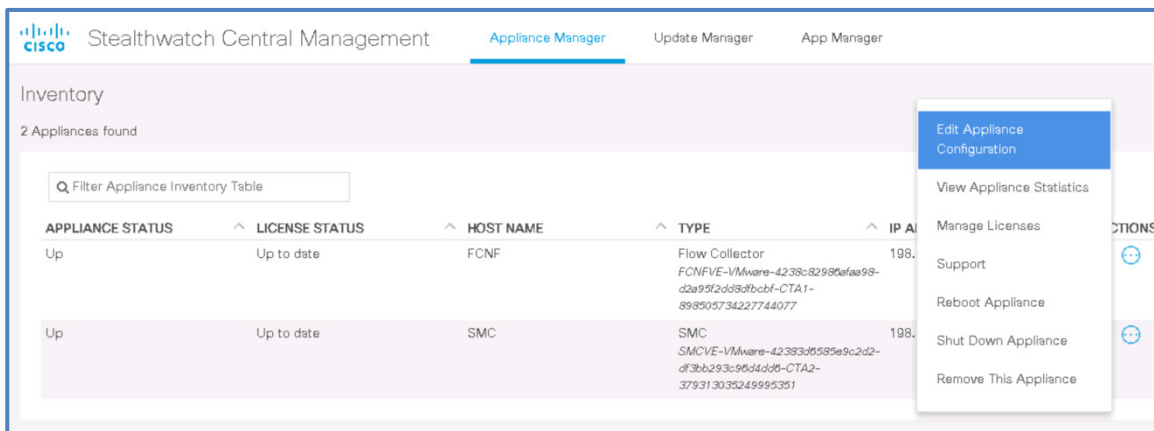 CISCO Stealthwatch Central Management Appliance Manager Update Manager App Manager
Inventory
2 Appliances found
Filter Appliance Inventory Table
APPLIANCE STATUS LICENSE STATUS HOST NAME TYPE IP A
Up Up to date FCNF Flow Collector 198.
FCNFVE-VMware-4238c82986afaa98-
d2a95f2dd8dfbcbf-CTA1-
898505734227744077
Up Up to date SMC SMC 198.
SMCVE-VMware-42383d6585e9c2d2-
df3bb293c96d4dd6-CTA2-
379313035249995351
Edit Appliance
Configuration
View Appliance Statistics
Manage Licenses
Support
Reboot Appliance
Shut Down Appliance
Remove This Appliance
CTIONS